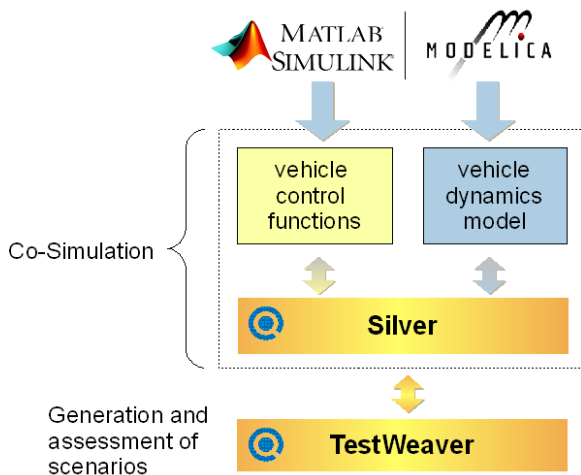 MATLAB®
SIMULINK®
MODELICA
vehicle
control
functions
vehicle
dynamics
model
Co-Simulation
Silver
Generation and
assessment of
scenarios
TestWeaver